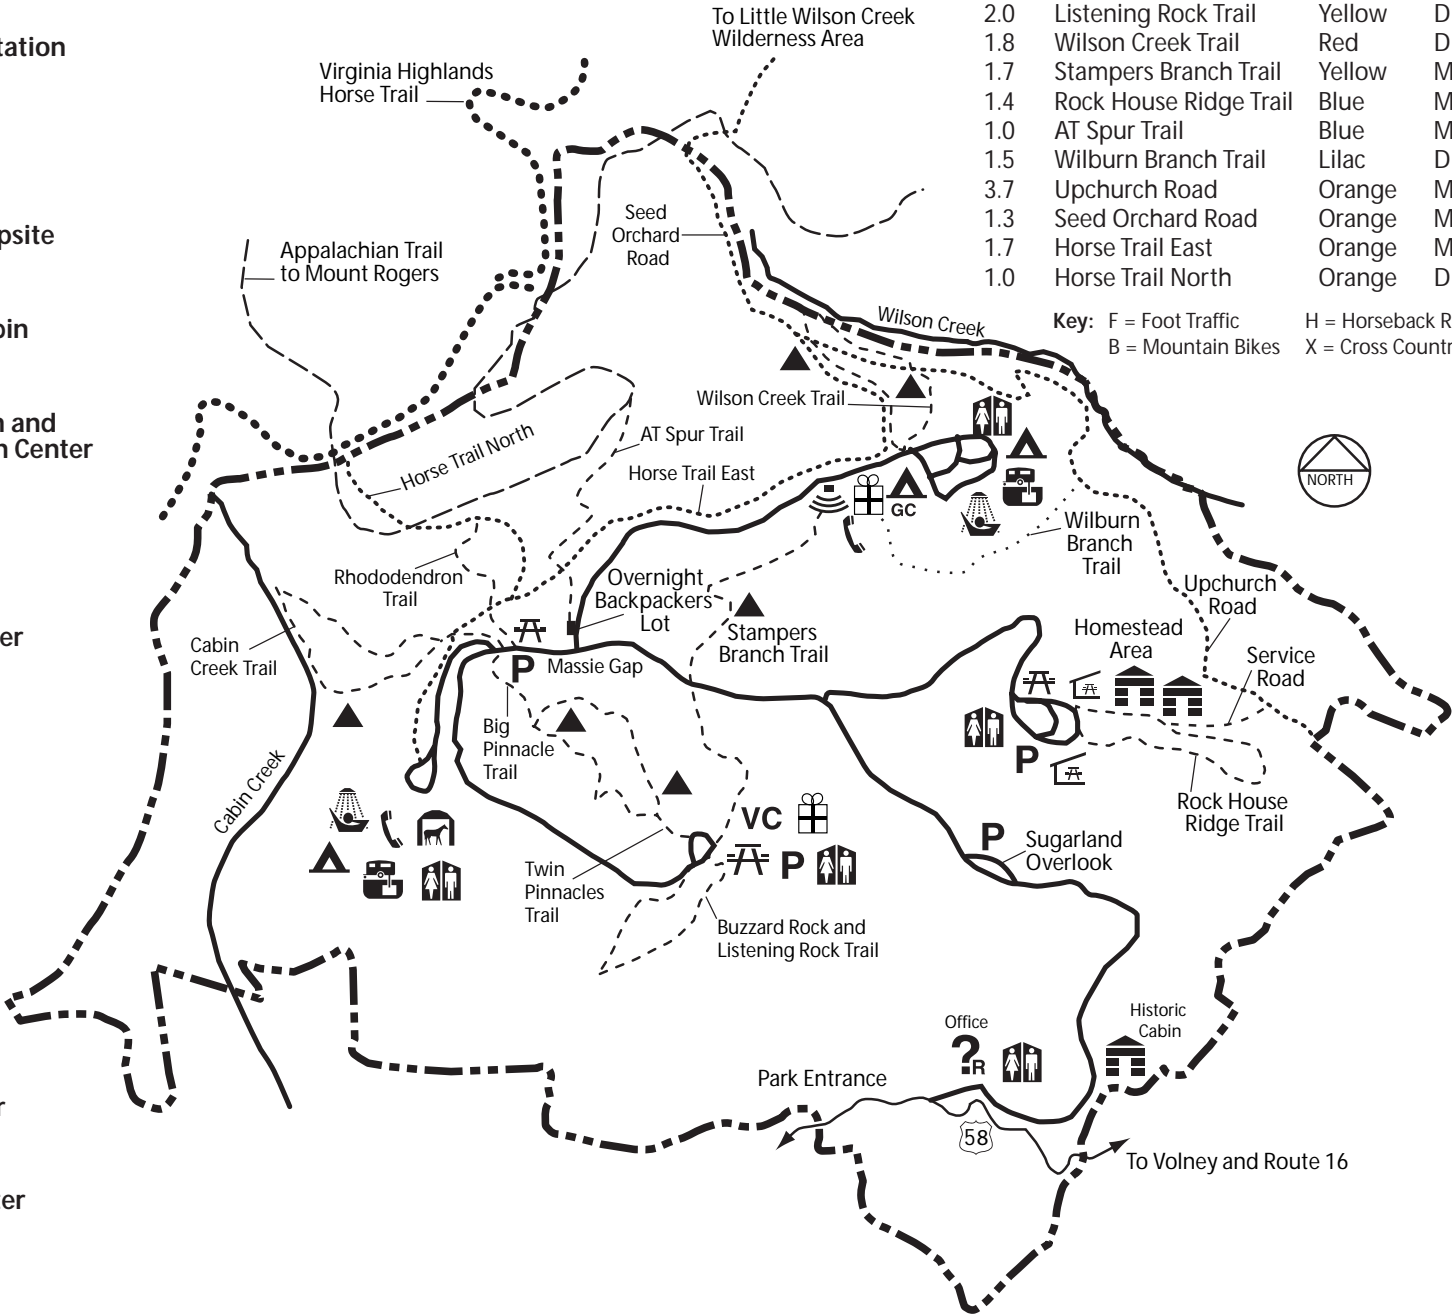 To Little Wilson Creek
Wilderness Area
2.0 Listening Rock Trail Yellow D
1.8 Wilson Creek Trail Red D
1.7 Stampers Branch Trail Yellow M
1.4 Rock House Ridge Trail Blue M
1.0 AT Spur Trail Blue M
1.5 Wilburn Branch Trail Lilac D
3.7 Upchurch Road Orange M
1.3 Seed Orchard Road Orange M
1.7 Horse Trail East Orange M
1.0 Horse Trail North Orange D
Key: F = Foot Traffic H = Horseback R
B = Mountain Bikes X = Cross Countr
tation
psite
bin
n and
n Center
er
r
ter
Virginia Highlands
Horse Trail
Appalachian Trail
to Mount Rogers
Seed
Orchard
Road
Wilson Creek
Wilson Creek Trail
AT Spur Trail
Horse Trail North
Horse Trail East
NORTH
GC
Wilburn
Branch
Trail
Rhododendron
Trail
Overnight
Backpackers
Lot
Upchurch
Road
Cabin
Creek Trail
Stampers
Branch Trail
Homestead
Area
Service
Road
P
Massie Gap
Big
Pinnacle
Trail
P
Rock House
Ridge Trail
Cabin Creek
VC
P
Sugarland
Overlook
P
Twin
Pinnacles
Trail
Buzzard Rock and
Listening Rock Trail
Historic
Cabin
Office
?R
Park Entrance
58
To Volney and Route 16